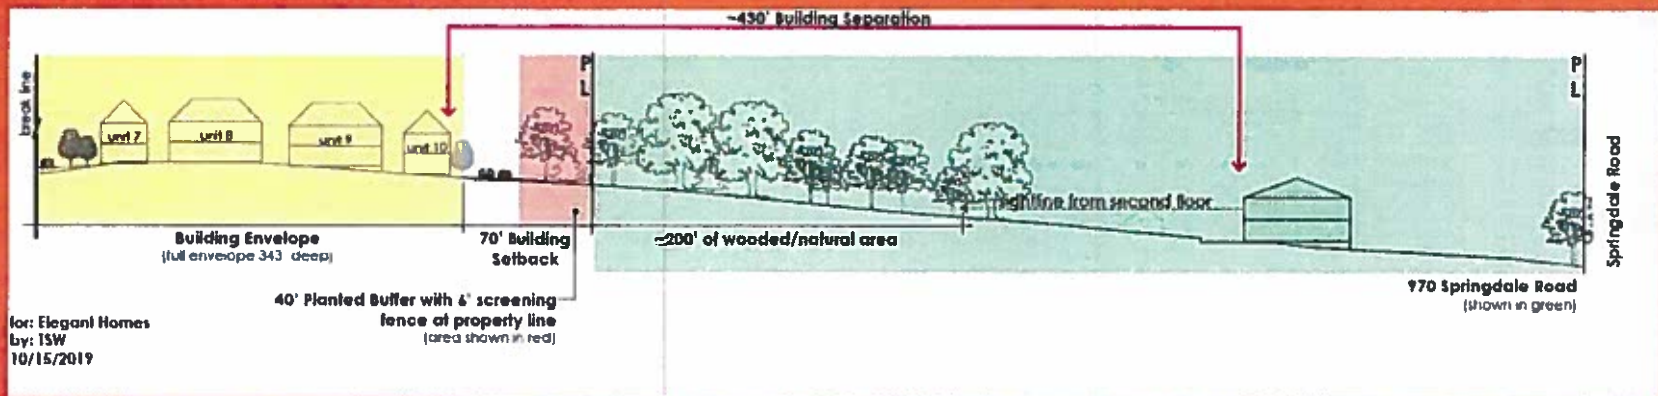 ~430' Building Separation
break line
P
L
P
L
unit 7
unit 8
unit 9
unit 10
sightline from second floor
Springdale Road
Building Envelope
(full envelope 343' deep)
70' Building
Setback
~200' of wooded/natural area
40' Planted Buffer with 6' screening
fence at property line
(area shown in red)
970 Springdale Road
(shown in green)
for: Elegant Homes
by: TSW
10/15/2019